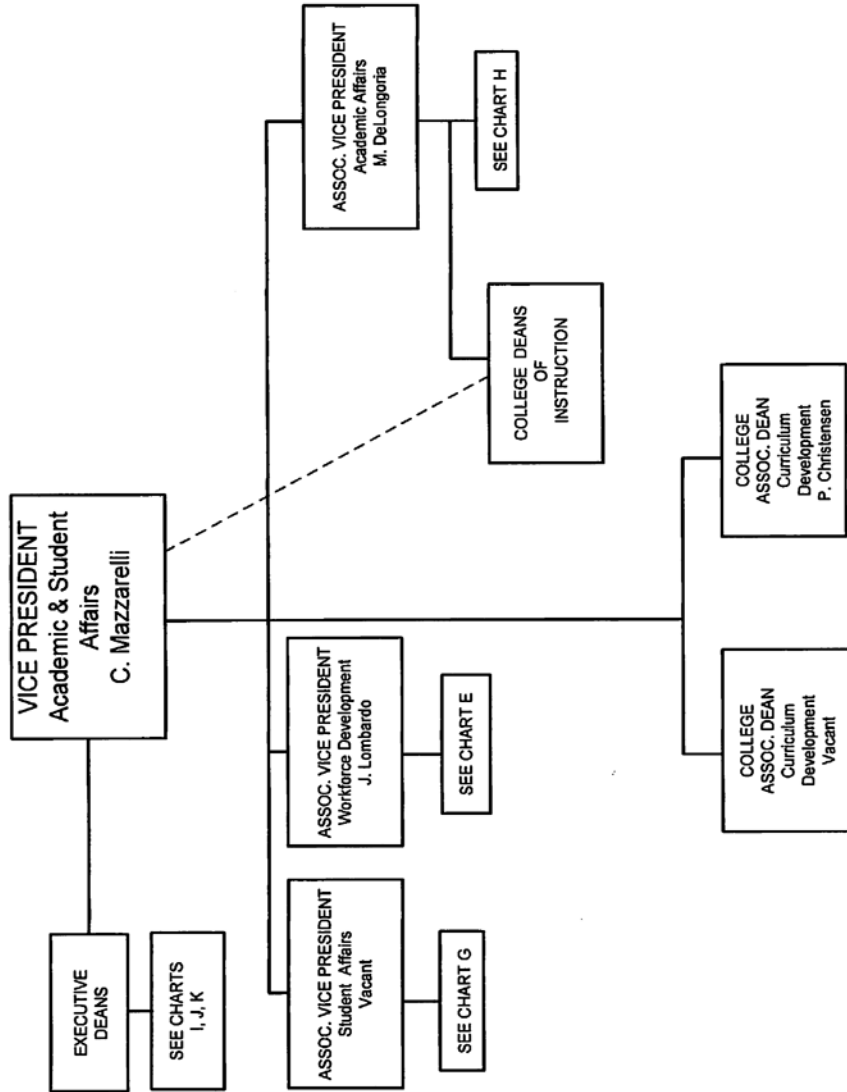 VICE PRESIDENT
Academic & Student
Affairs
C. Mazzarelli
EXECUTIVE
DEANS
SEE CHARTS
I, J, K
ASSOC. VICE PRESIDENT
Student Affairs
Vacant
SEE CHART G
ASSOC. VICE PRESIDENT
Workforce Development
J. Lombardo
SEE CHART E
ASSOC. VICE PRESIDENT
Academic Affairs
M. DeLongoria
SEE CHART H
COLLEGE DEANS
OF
INSTRUCTION
COLLEGE
ASSOC. DEAN
Curriculum
Development
Vacant
COLLEGE
ASSOC. DEAN
Curriculum
Development
P. Christensen